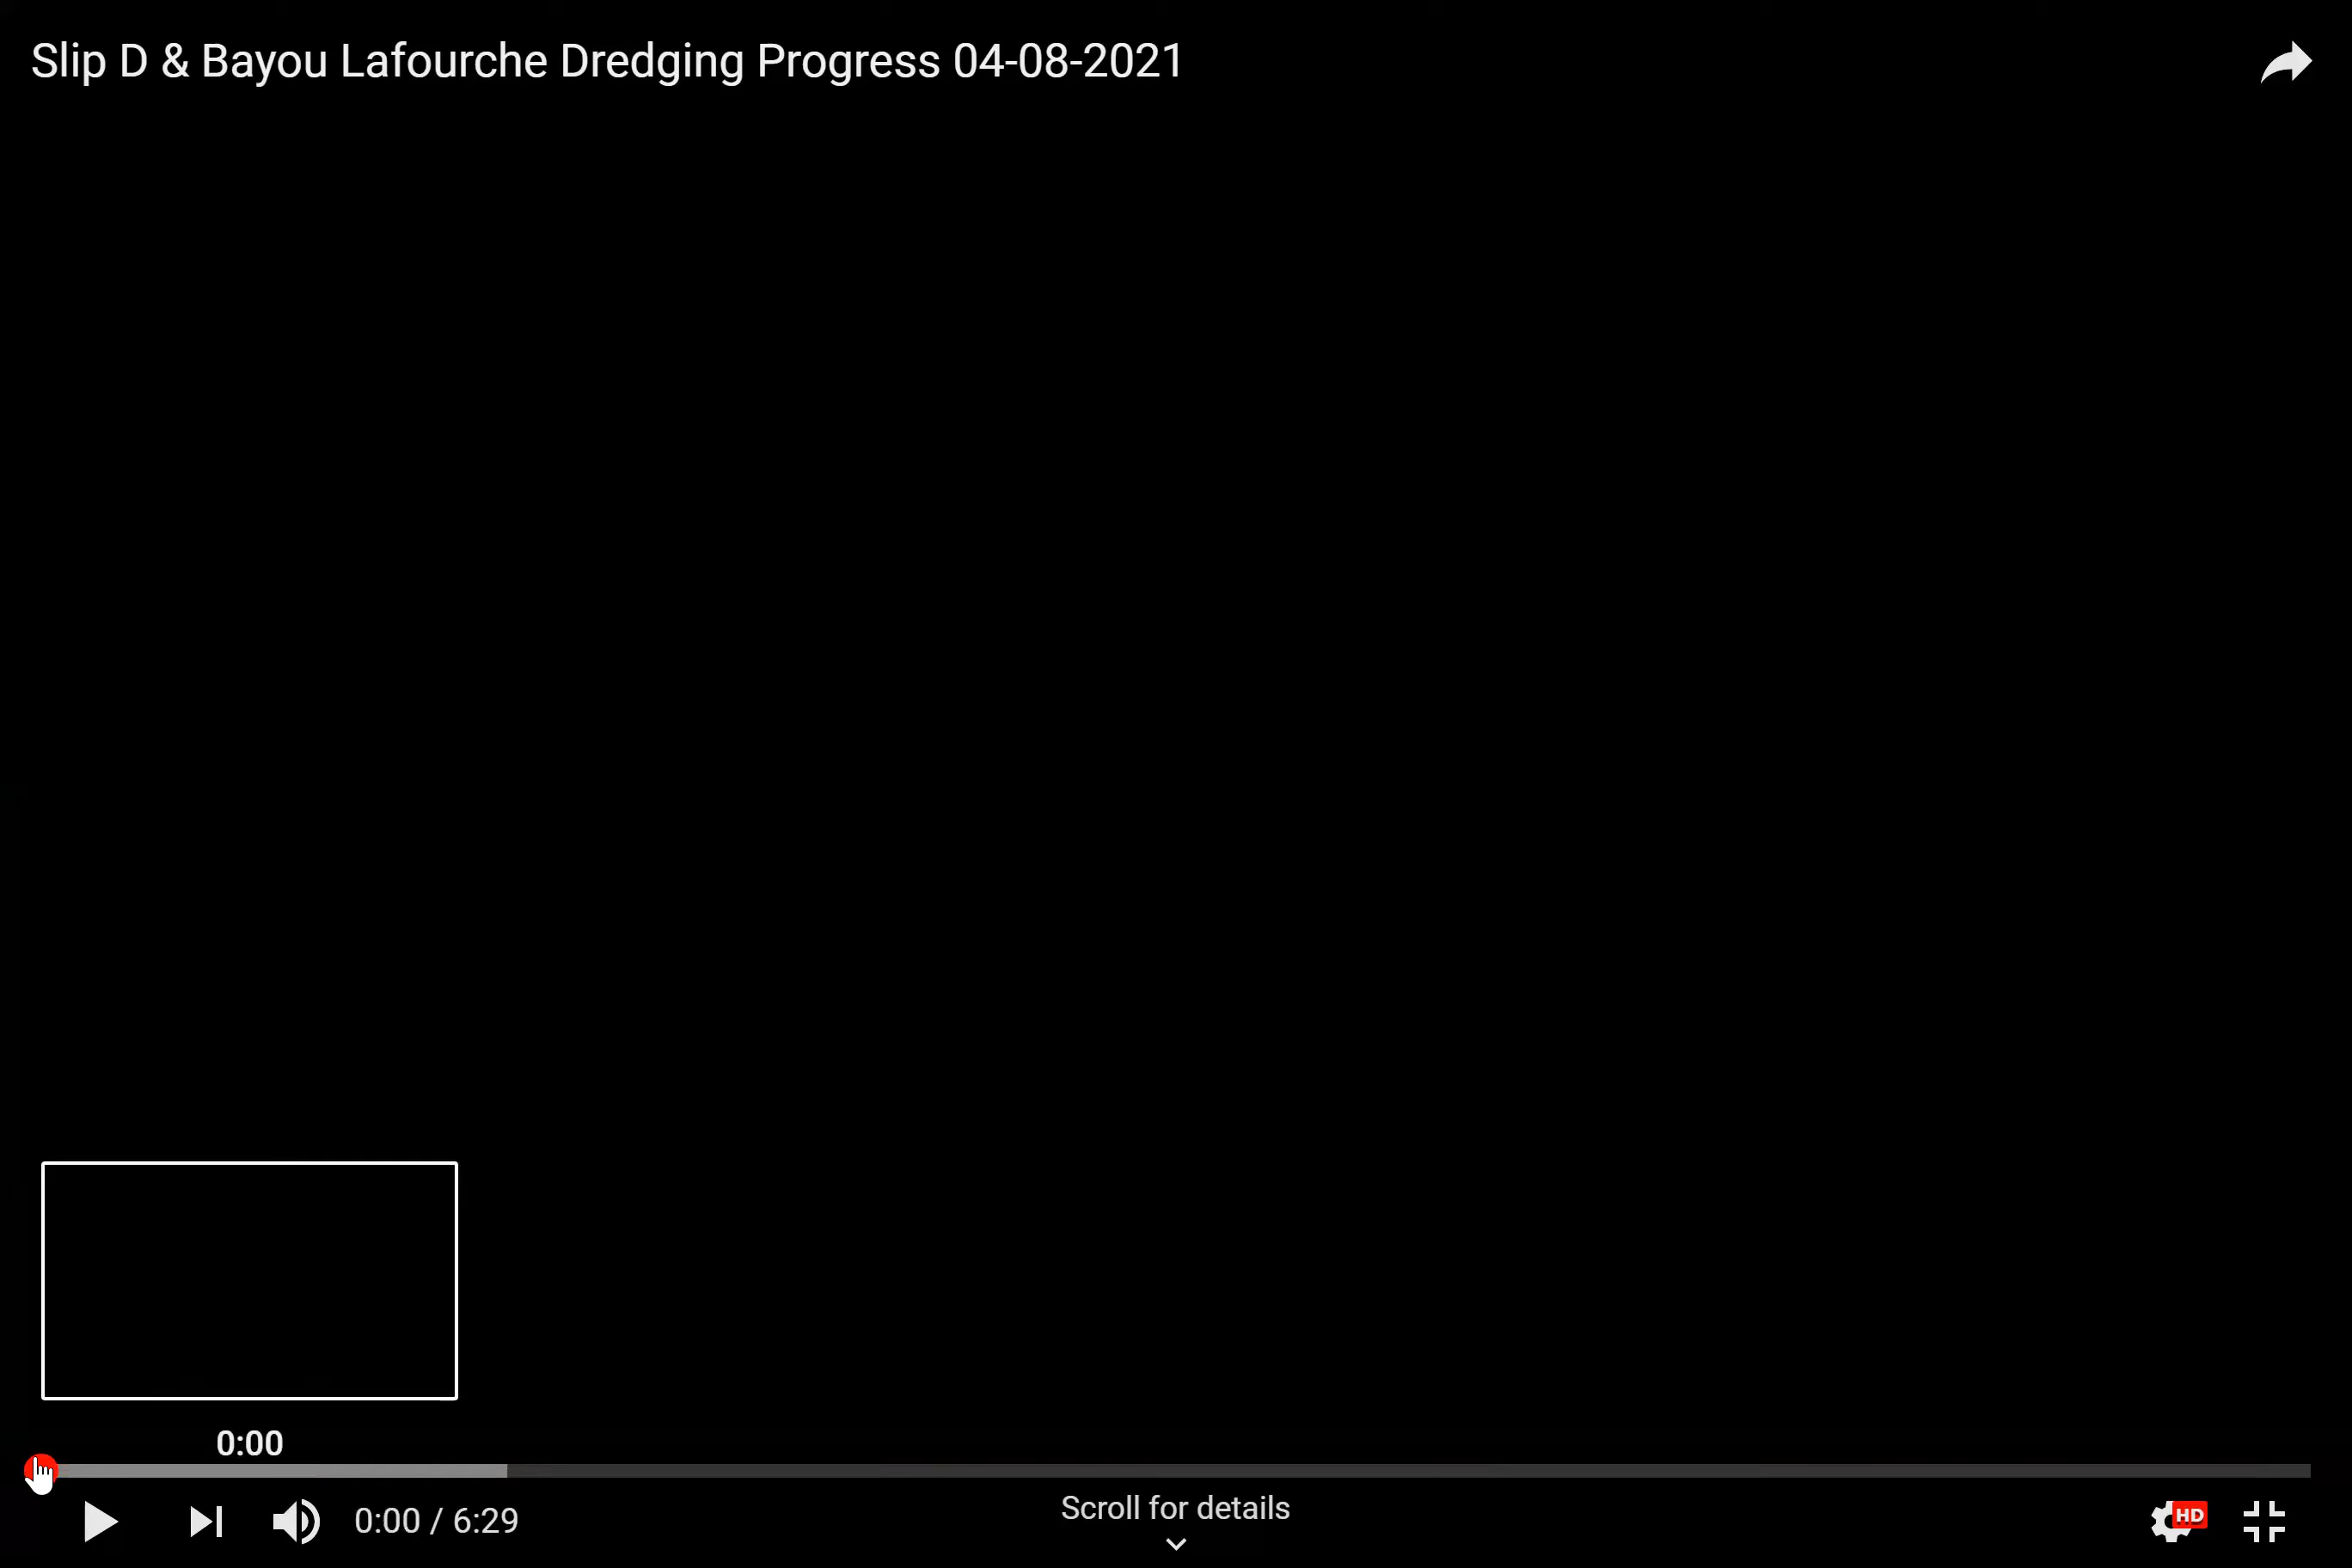 Slip D & Bayou Lafourche Dredging Progress 04-08-2021
0:00
0:00 / 6:29
Scroll for details
HD